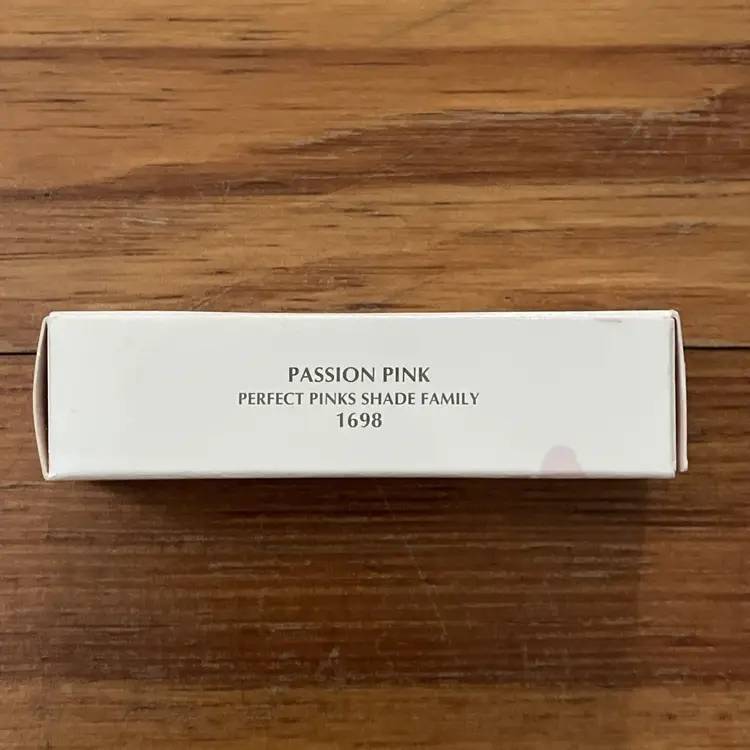 PASSION PINK
PERFECT PINKS SHADE FAMILY
1698